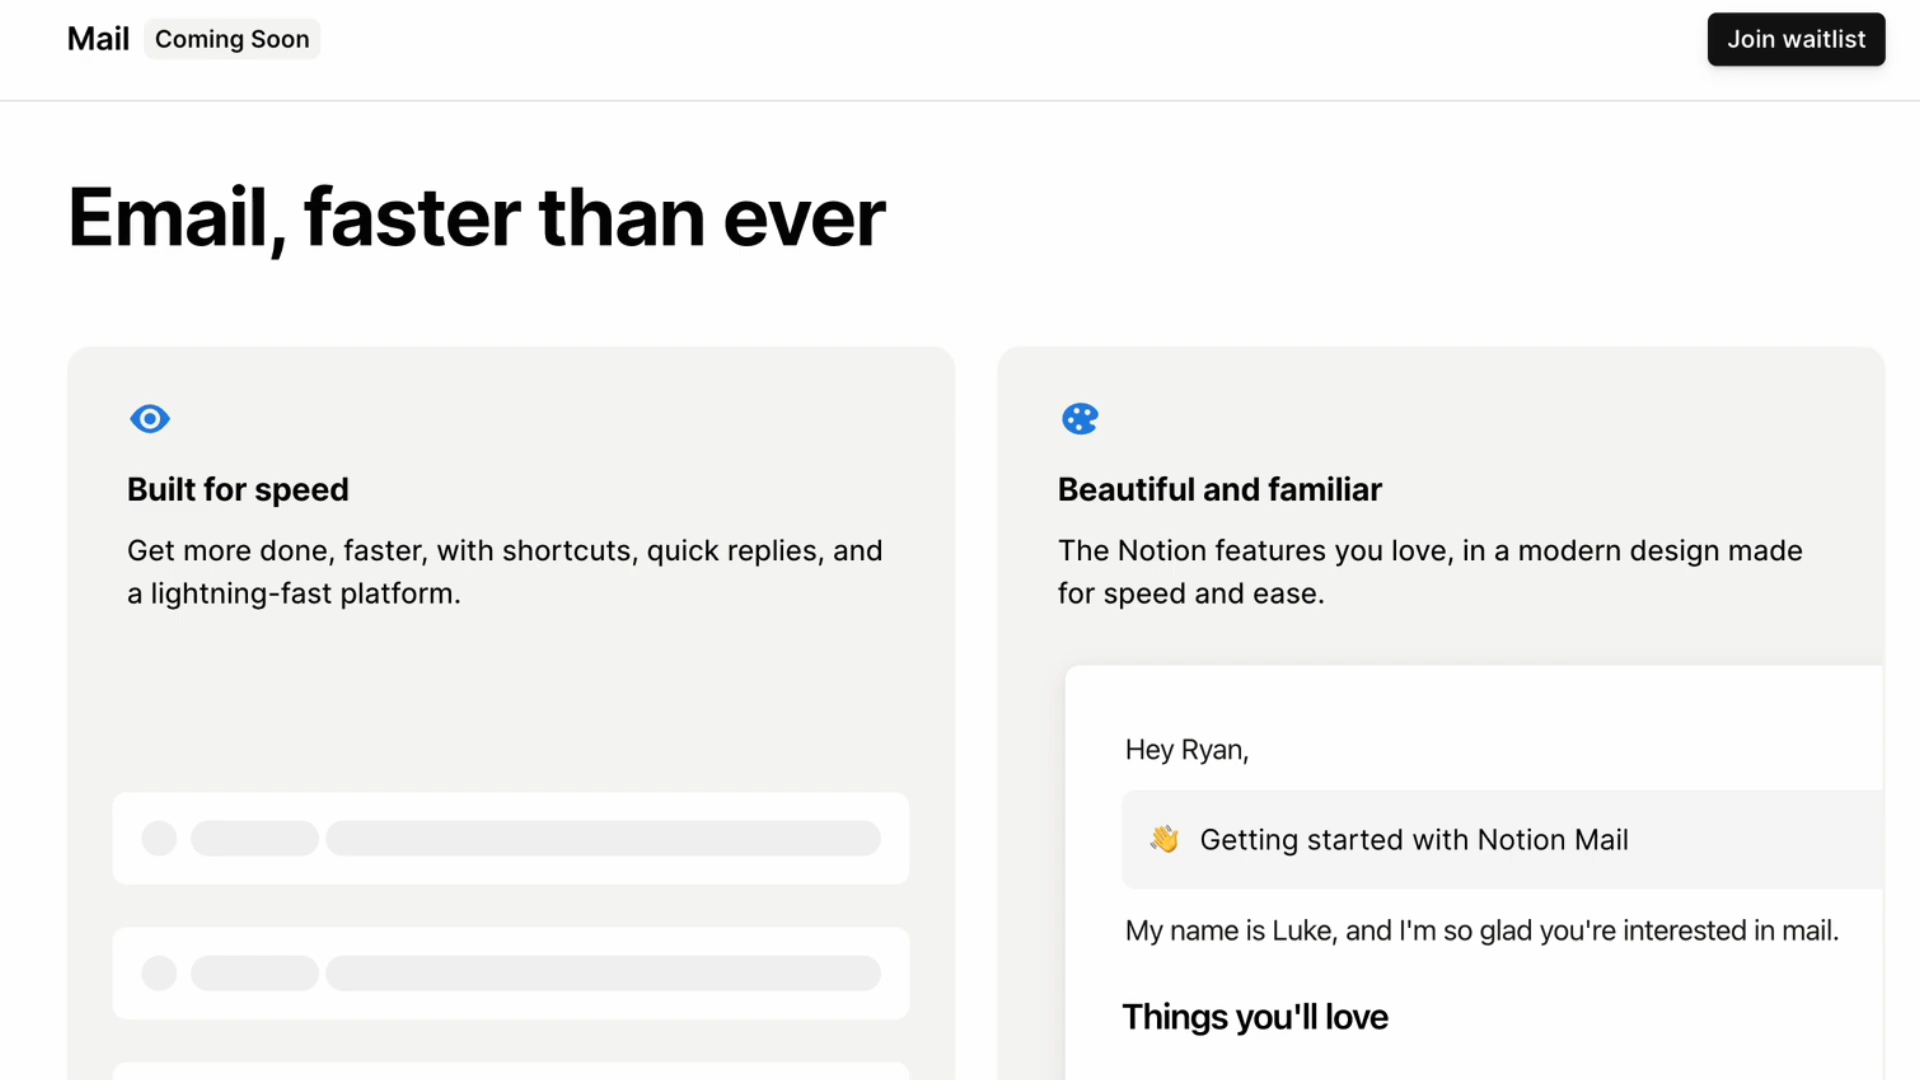 Mail
Coming Soon
Join waitlist
Email, faster than ever
Built for speed
Get more done, faster, with shortcuts, quick replies, and
a lightning-fast platform.
Beautiful and familiar
The Notion features you love, in a modern design made
for speed and ease.
Hey Ryan,
👋 Getting started with Notion Mail
My name is Luke, and I'm so glad you're interested in mail.
Things you'll love